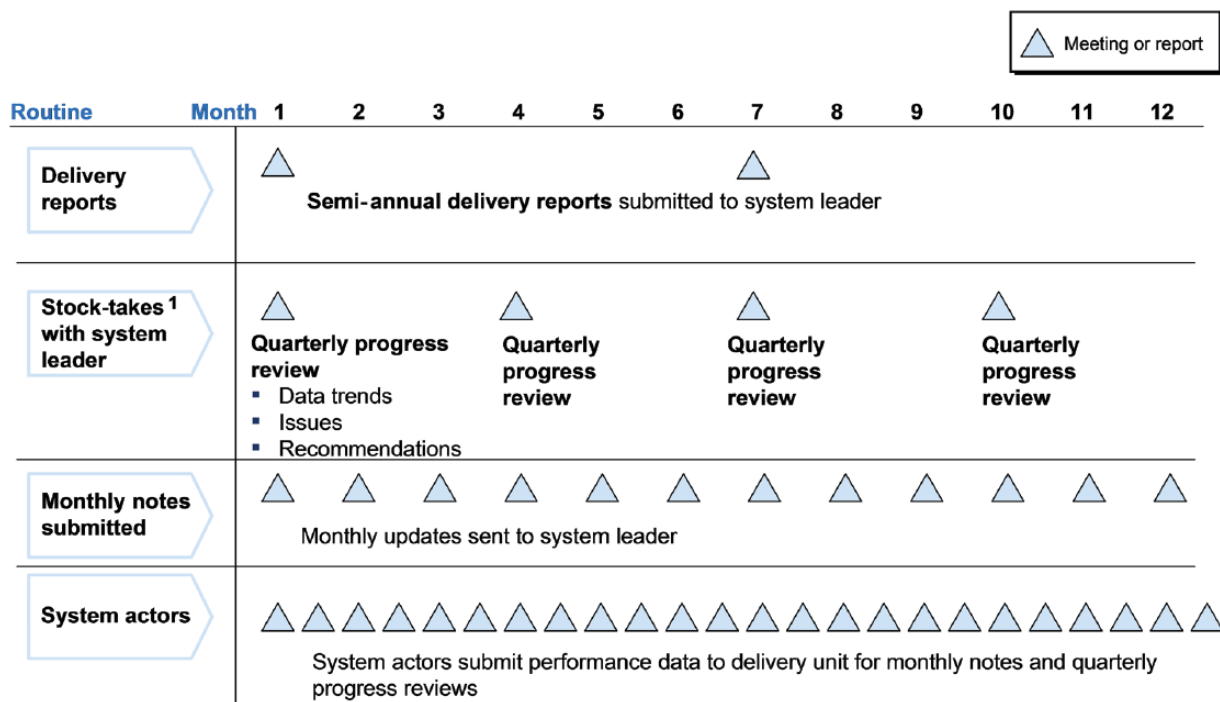 Meeting or report
Routine Month 1 2 3 4 5 6 7 8 9 10 11 12
Delivery
reports
Semi-annual delivery reports submitted to system leader
Stock-takes 1
with system
leader
Quarterly progress
review
▪ Data trends
▪ Issues
▪ Recommendations
Quarterly
progress
review
Quarterly
progress
review
Quarterly
progress
review
Monthly notes
submitted
Monthly updates sent to system leader
System actors
System actors submit performance data to delivery unit for monthly notes and quarterly
progress reviews